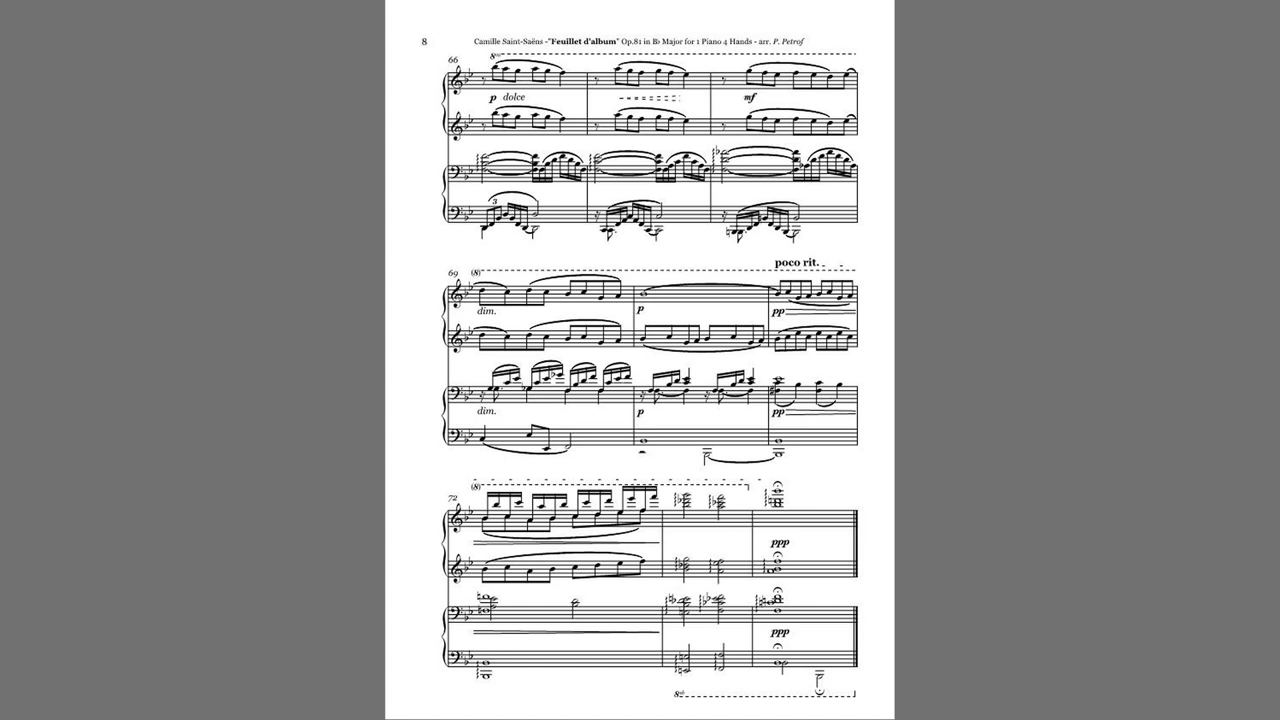 8
Camille Saint-Saëns -"Feuillet d'album" Op.81 in B♭ Major for 1 Piano 4 Hands - arr. P. Petrof
66
8va
p dolce
mf
3
poco rit.
69
(8)
dim.
p
pp
dim.
p
pp
72
(8)
ppp
ppp
8vb